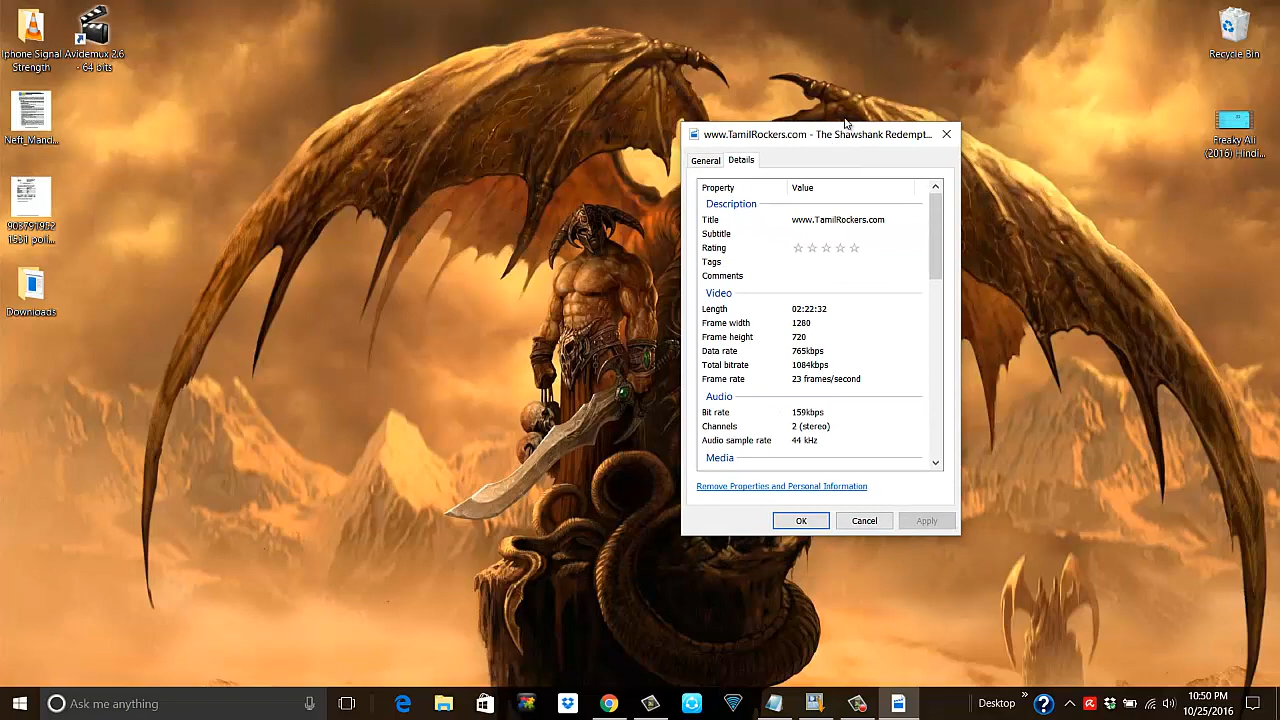 Iphone Signal
Strength
Avidemux 2.6
- 64 bits
Neft_Mand...
Downloads
Recycle Bin
Freaky Ali
(2016) Hindi...
www.TamilRockers.com - The Shawshank Redempt...
General
Details
Property Value
Description
Title www.TamilRockers.com
Subtitle
Rating
Tags
Comments
Video
Length 02:22:32
Frame width 1280
Frame height 720
Data rate 765kbps
Total bitrate 1084kbps
Frame rate 23 frames/second
Audio
Bit rate 159kbps
Channels 2 (stereo)
Audio sample rate 44 kHz
Media
Remove Properties and Personal Information
OK
Cancel
Apply
Ask me anything
Desktop
10:50 PM
10/25/2016